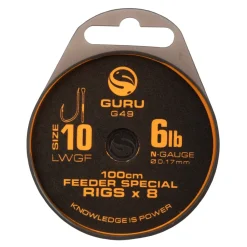 GURU
G49
SIZE
10
LWGF
6lb
N-GAUGE
Ø0.17mm
100cm
FEEDER SPECIAL
RIGS x 8
KNOWLEDGE IS POWER